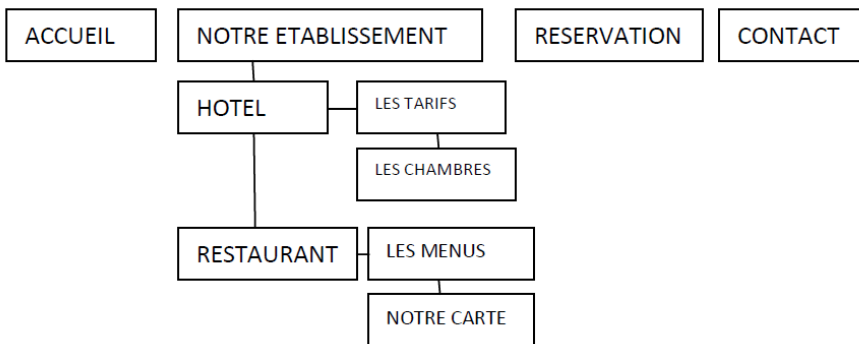 ACCUEIL
NOTRE ETABLISSEMENT
RESERVATION
CONTACT
HOTEL
LES TARIFS
LES CHAMBRES
RESTAURANT
LES MENUS
NOTRE CARTE